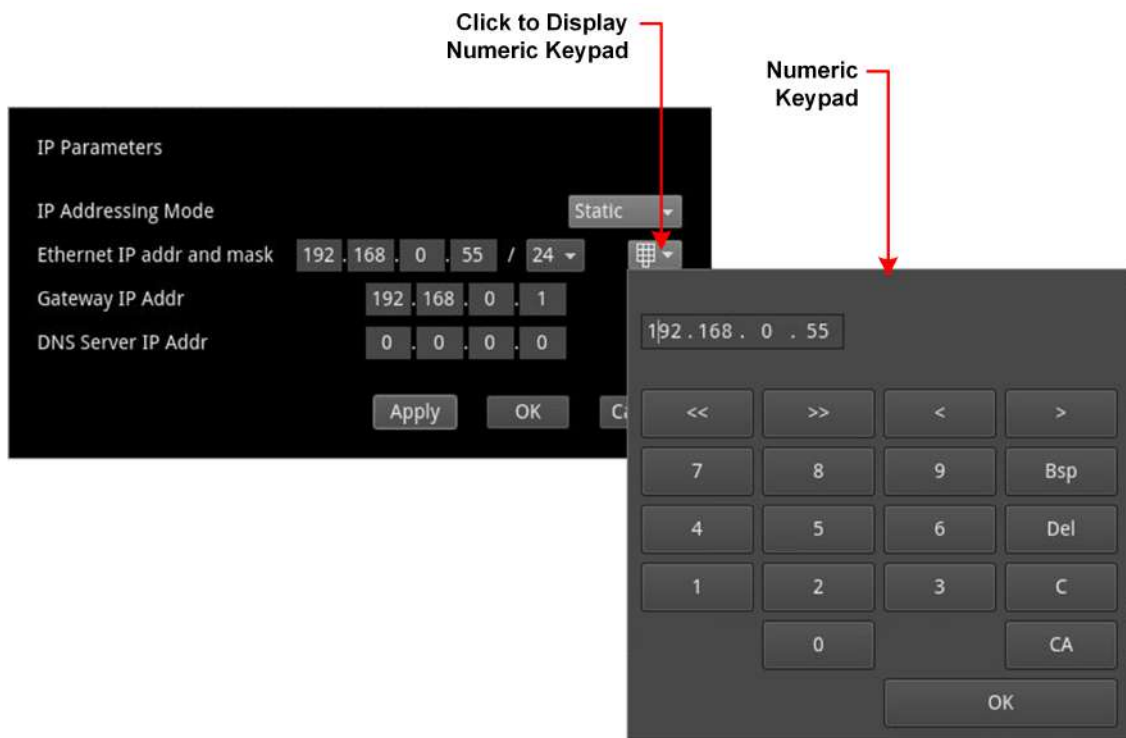 Click to Display
Numeric Keypad
Numeric
Keypad
IP Parameters
IP Addressing Mode Static
Ethernet IP addr and mask 192 . 168 . 0 . 55 / 24
Gateway IP Addr 192 . 168 . 0 . 1
DNS Server IP Addr 0 . 0 . 0 . 0
Apply OK Ca
192 . 168 . 0 . 55
<< >> < >
7 8 9 Bsp
4 5 6 Del
1 2 3 C
0 CA
OK